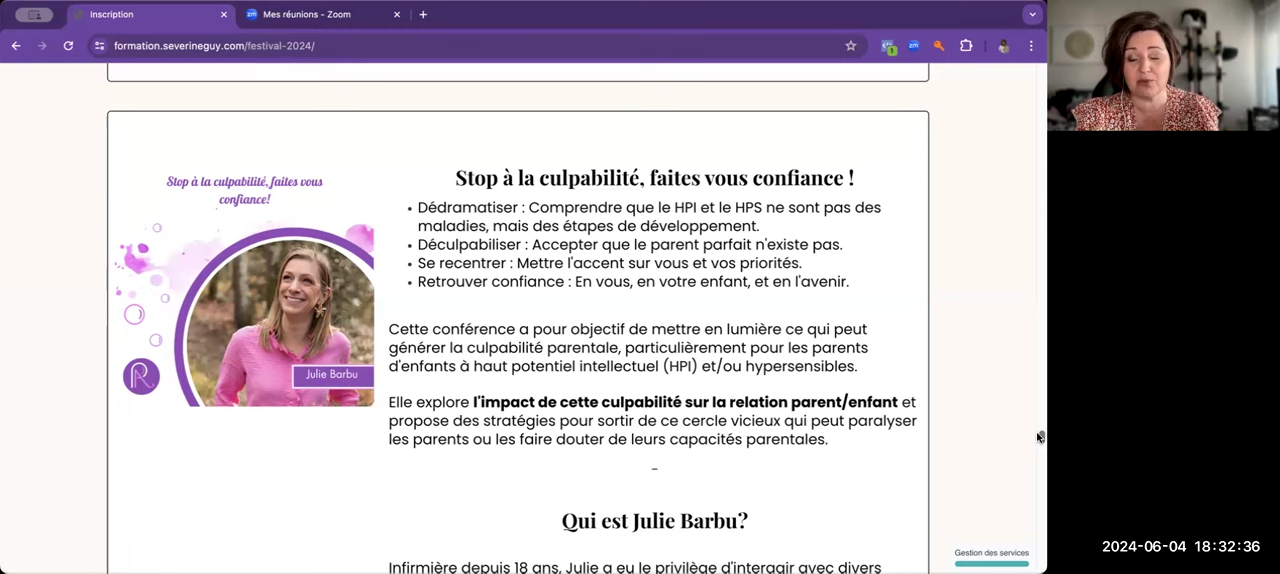 Inscription
Mes réunions - Zoom
formation.severineguy.com/festival-2024/
1
Stop à la culpabilité, faites vous
confiance!
Julie Barbu
Stop à la culpabilité, faites vous confiance !
• Dédramatiser : Comprendre que le HPI et le HPS ne sont pas des
maladies, mais des étapes de développement.
• Déculpabiliser : Accepter que le parent parfait n'existe pas.
• Se recentrer : Mettre l'accent sur vous et vos priorités.
• Retrouver confiance : En vous, en votre enfant, et en l'avenir.
Cette conférence a pour objectif de mettre en lumière ce qui peut
générer la culpabilité parentale, particulièrement pour les parents
d'enfants à haut potentiel intellectuel (HPI) et/ou hypersensibles.
Elle explore l'impact de cette culpabilité sur la relation parent/enfant et
propose des stratégies pour sortir de ce cercle vicieux qui peut paralyser
les parents ou les faire douter de leurs capacités parentales.
–
Qui est Julie Barbu?
Infirmière depuis 18 ans, Julie a eu le privilège d'interagir avec divers
Gestion des services
2024-06-04 18:32:36